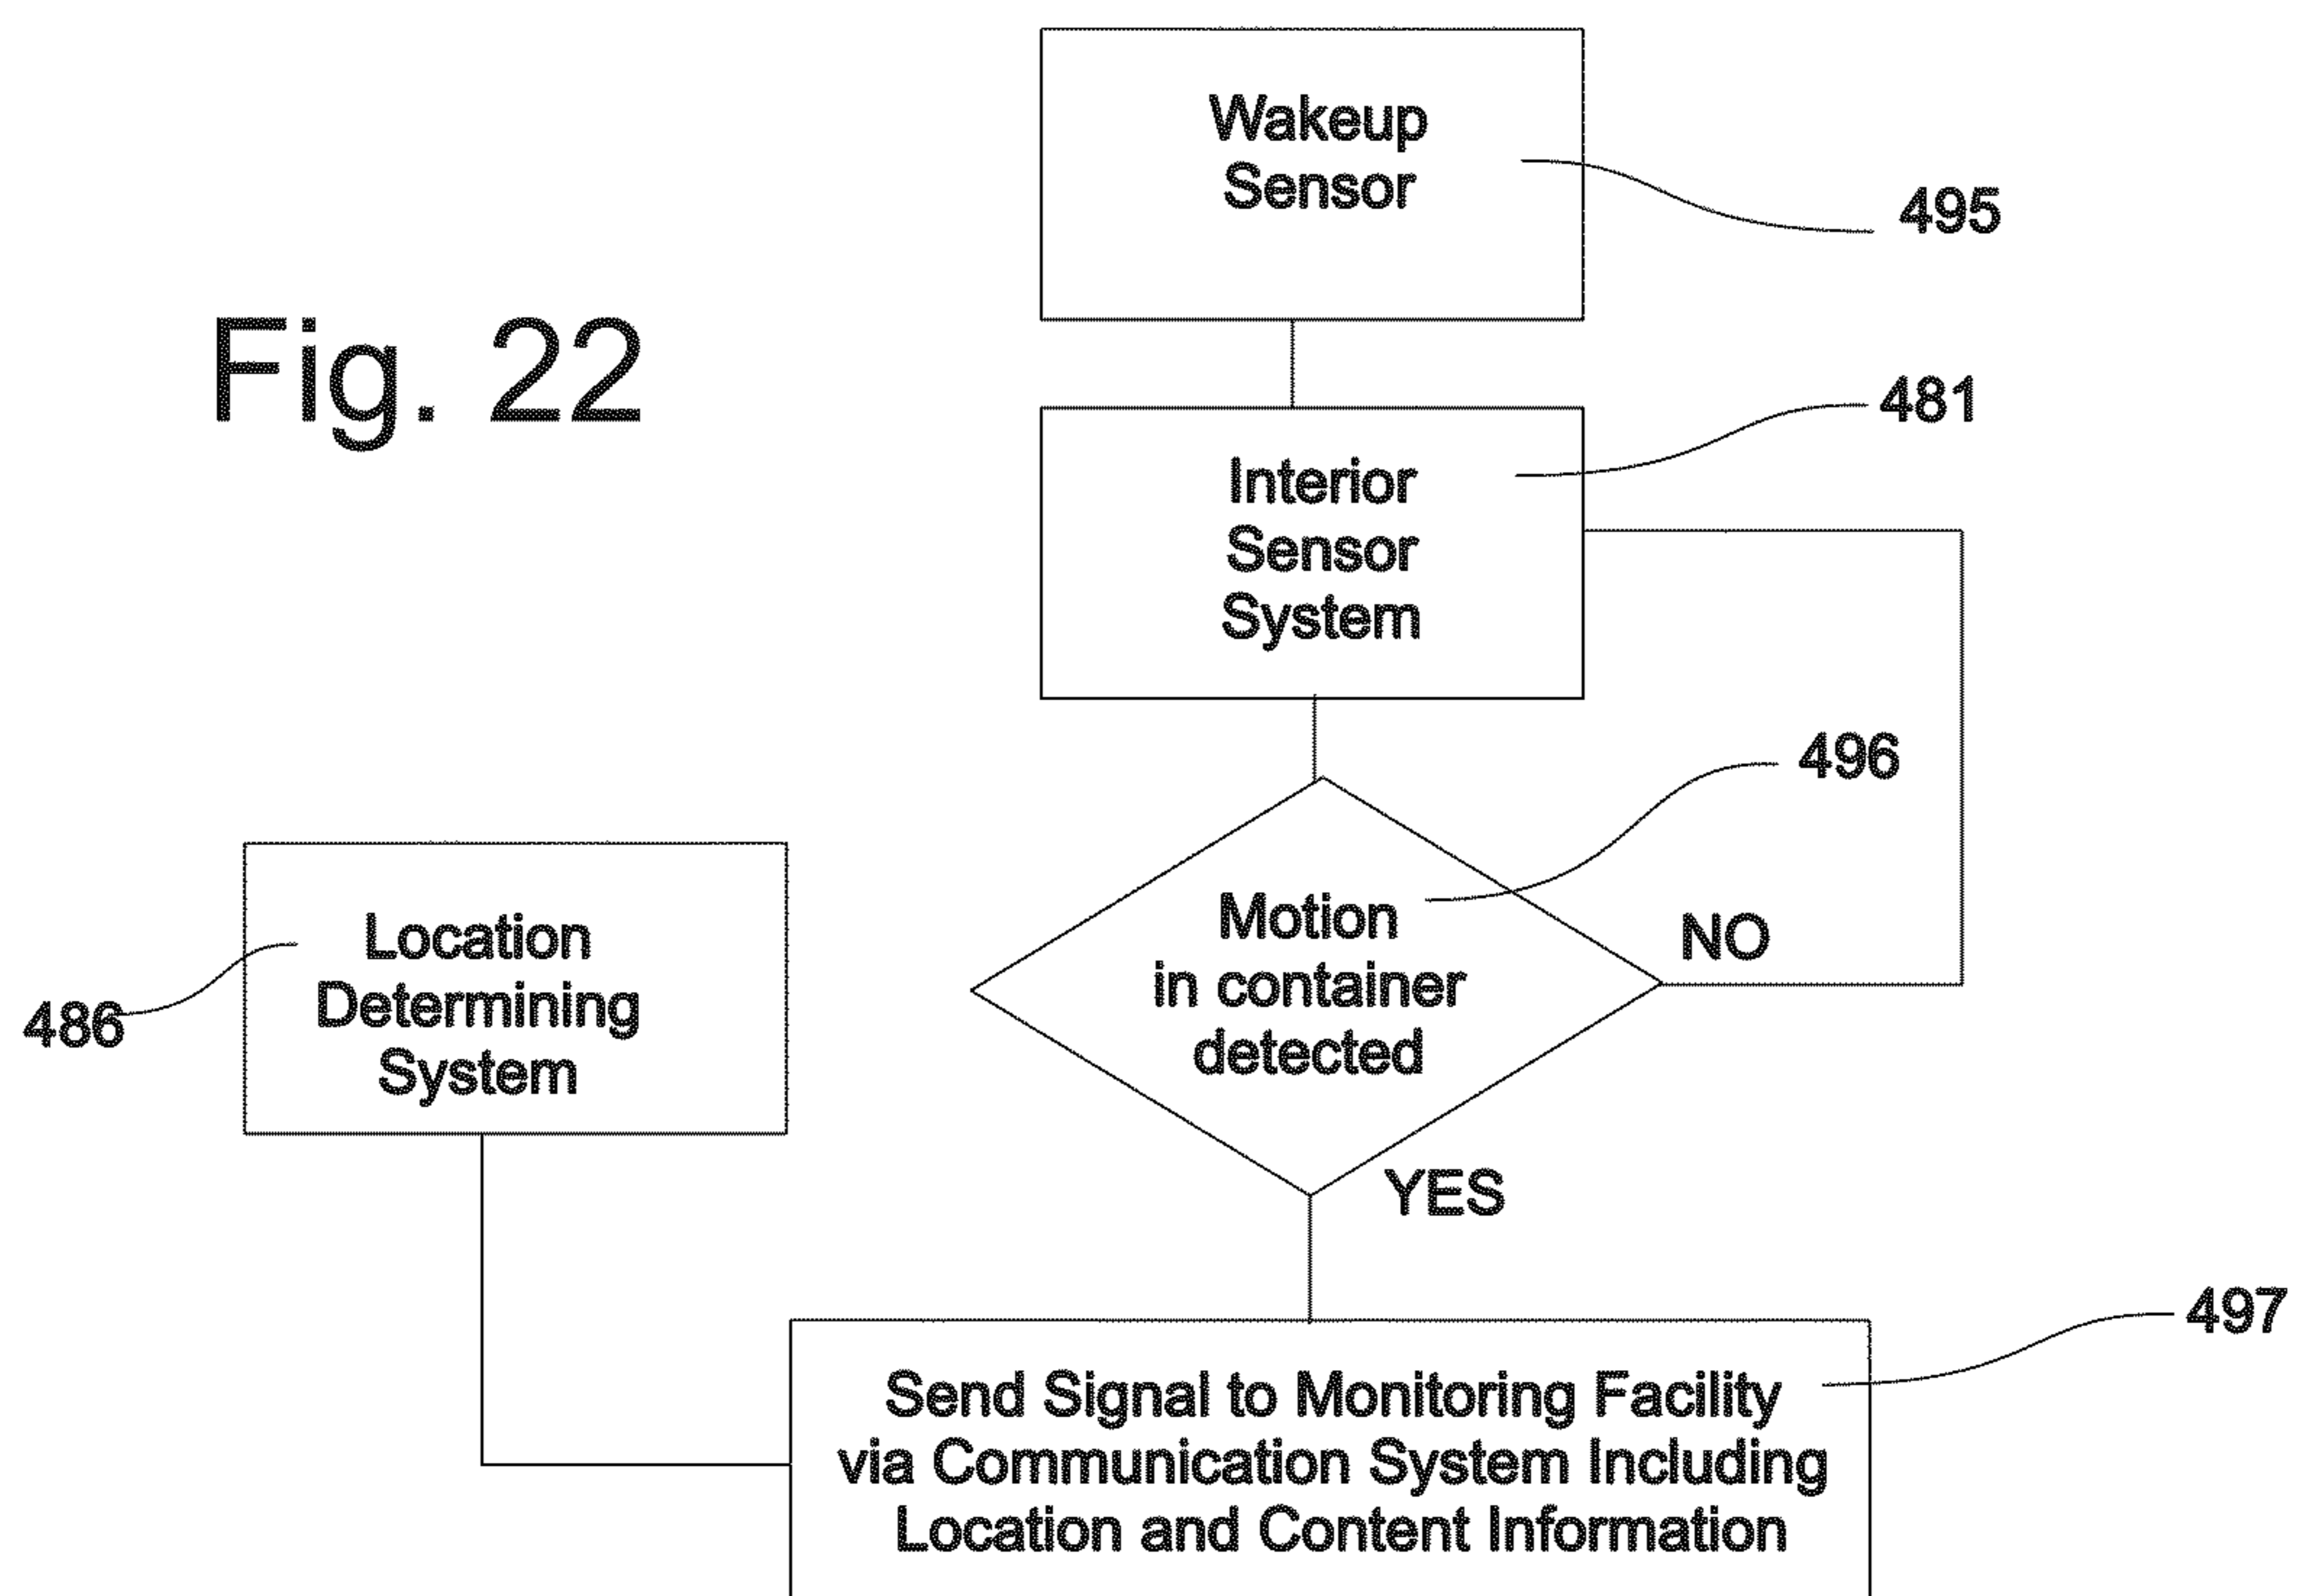 Wakeup
Sensor
495
Fig. 22
481
Interior
Sensor
System
496
Motion
in container
detected
NO
Location
Determining
System
486
YES
497
Send Signal to Monitoring Facility
via Communication System Including
Location and Content Information